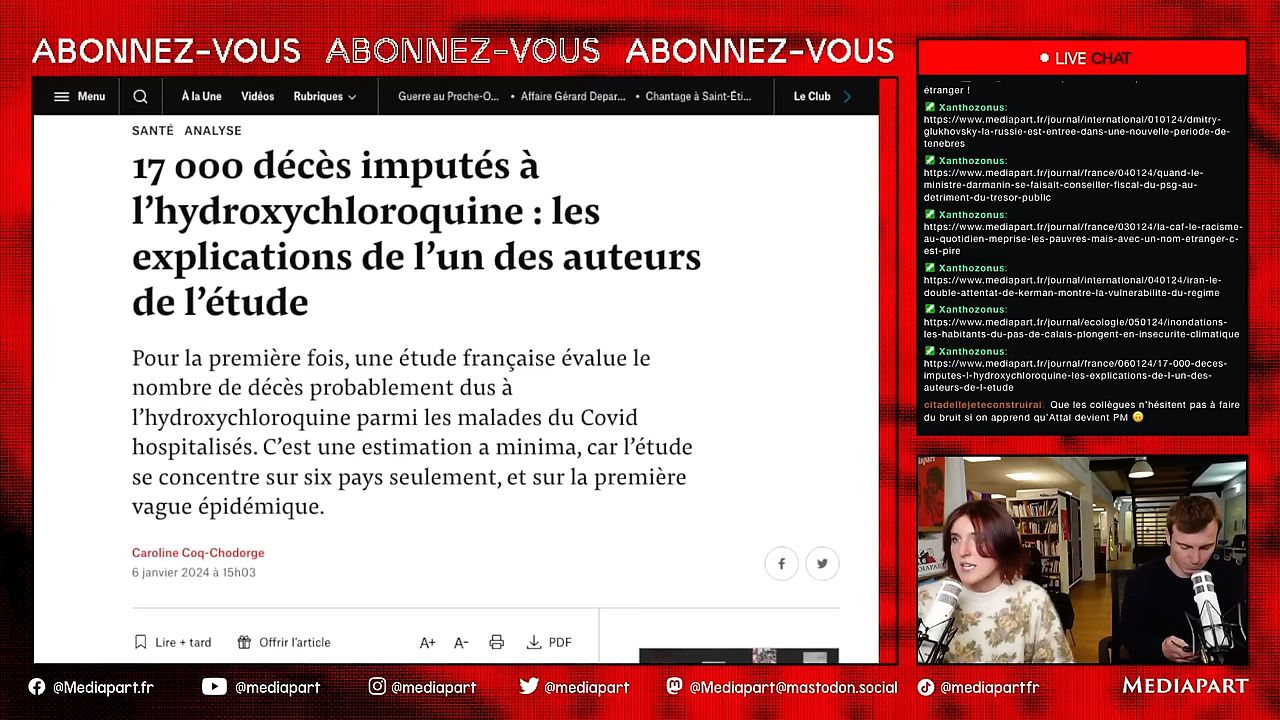 ABONNEZ-VOUS ABONNEZ-VOUS ABONNEZ-VOUS
Menu À la Une Vidéos Rubriques Guerre au Proche-O... • Affaire Gérard Depar... • Chantage à Saint-Éti... Le Club
SANTÉ ANALYSE
17 000 décès imputés à
l'hydroxychloroquine : les
explications de l'un des auteurs
de l'étude
Pour la première fois, une étude française évalue le
nombre de décès probablement dus à
l'hydroxychloroquine parmi les malades du Covid
hospitalisés. C'est une estimation a minima, car l'étude
se concentre sur six pays seulement, et sur la première
vague épidémique.
Caroline Coq-Chodorge
6 janvier 2024 à 15h03
Lire + tard Offrir l'article A+ A- PDF
LIVE CHAT
étranger !
Xanthozonus:
https://www.mediapart.fr/journal/international/010124/dmitry-
glukhovsky-la-russie-est-entree-dans-une-nouvelle-periode-de-
tenebres
Xanthozonus:
https://www.mediapart.fr/journal/france/040124/quand-le-
ministre-darmanin-se-faisait-conseiller-fiscal-du-psg-au-
detriment-du-tresor-public
Xanthozonus:
https://www.mediapart.fr/journal/france/030124/la-caf-le-racisme-
au-quotidien-meprise-les-pauvres-mais-avec-un-nom-etranger-c-
est-pire
Xanthozonus:
https://www.mediapart.fr/journal/international/040124/iran-le-
double-attentat-de-kerman-montre-la-vulnerabilite-du-regime
Xanthozonus:
https://www.mediapart.fr/journal/ecologie/050124/inondations-
les-habitants-du-pas-de-calais-plongent-en-insecurite-climatique
Xanthozonus:
https://www.mediapart.fr/journal/france/060124/17-000-deces-
imputes-l-hydroxychloroquine-les-explications-de-l-un-des-
auteurs-de-l-etude
citadellejeteconstruirai: Que les collègues n'hésitent pas à faire
du bruit si on apprend qu'Attal devient PM 🙃
@Mediapart.fr @mediapart @mediapart @mediapart @Mediapart@mastodon.social @mediapartfr MEDIAPART